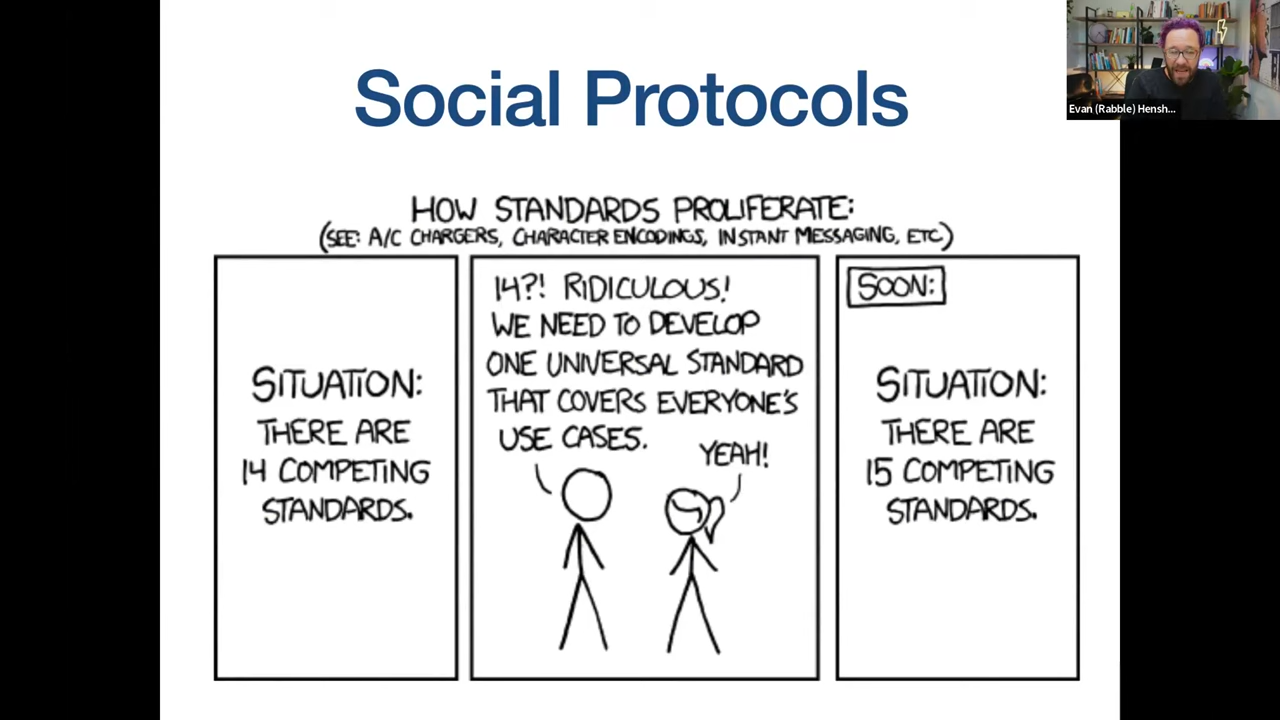 Social Protocols
Evan (Rabble) Hensh...
HOW STANDARDS PROLIFERATE:
(SEE: A/C CHARGERS, CHARACTER ENCODINGS, INSTANT MESSAGING, ETC.)
SITUATION:
THERE ARE
14 COMPETING
STANDARDS.
14?! RIDICULOUS!
WE NEED TO DEVELOP
ONE UNIVERSAL STANDARD
THAT COVERS EVERYONE'S
USE CASES.
YEAH!
SOON:
SITUATION:
THERE ARE
15 COMPETING
STANDARDS.